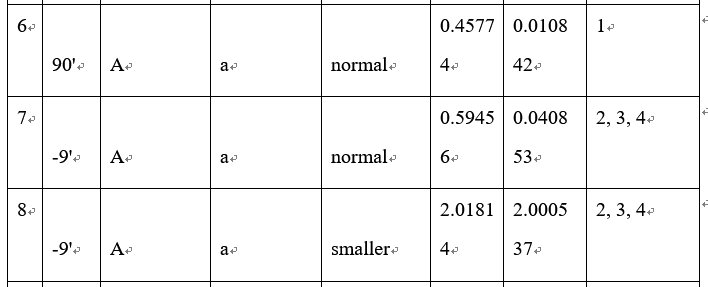 6 90' A a normal 0.45774 0.010842 1
7 -9' A a normal 0.59456 0.040853 2, 3, 4
8 -9' A a smaller 2.01814 2.000537 2, 3, 4